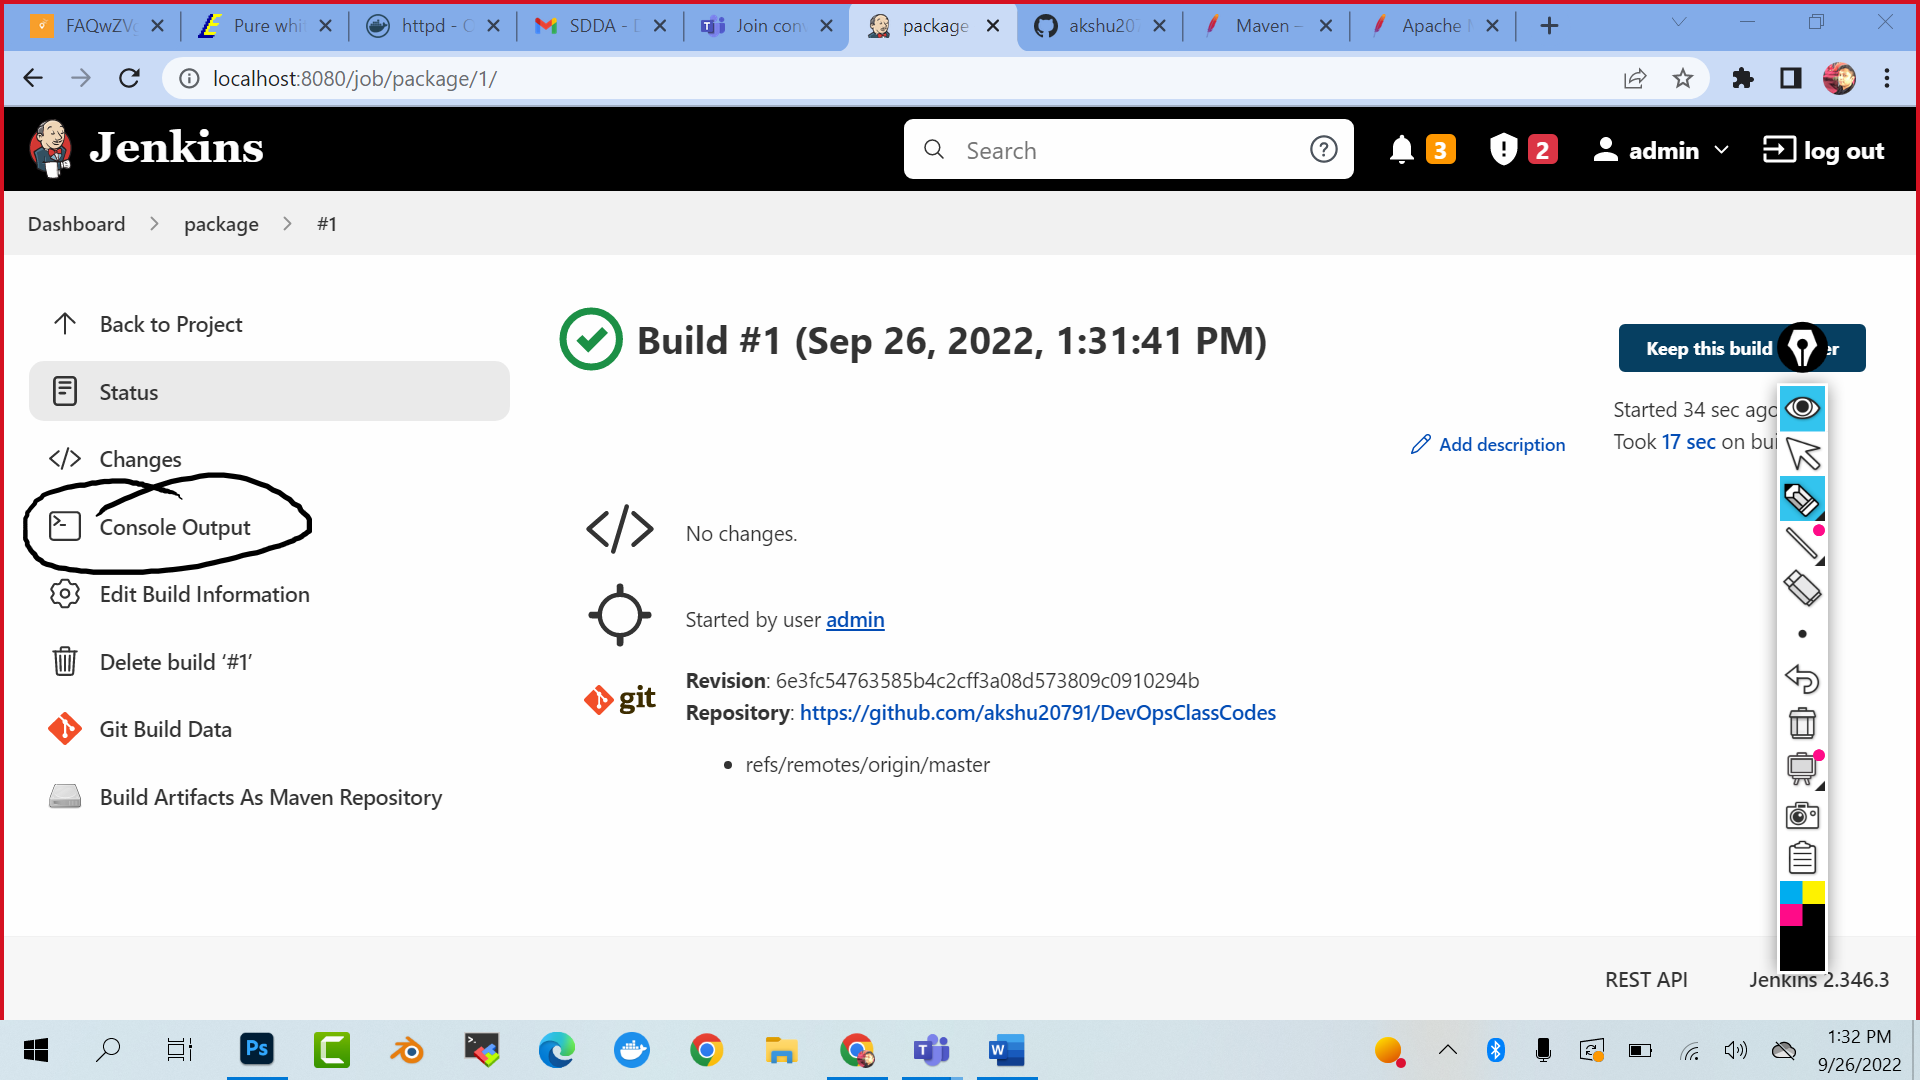 FAQwZVg
Pure whi
httpd - 
SDDA - 
Join con
package
akshu207
Maven –
Apache
localhost:8080/job/package/1/
Jenkins
Search
3
2
admin
log out
Dashboard
package
#1
Back to Project
Status
Changes
Console Output
Edit Build Information
Delete build ‘#1’
Git Build Data
Build Artifacts As Maven Repository
Build #1 (Sep 26, 2022, 1:31:41 PM)
Keep this build er
Started 34 sec ago
Took 17 sec on bui
Add description
No changes.
Started by user admin
git
Revision: 6e3fc54763585b4c2cff3a08d573809c0910294b
Repository: https://github.com/akshu20791/DevOpsClassCodes
refs/remotes/origin/master
REST API
Jenkins 2.346.3
Ps
1:32 PM
9/26/2022